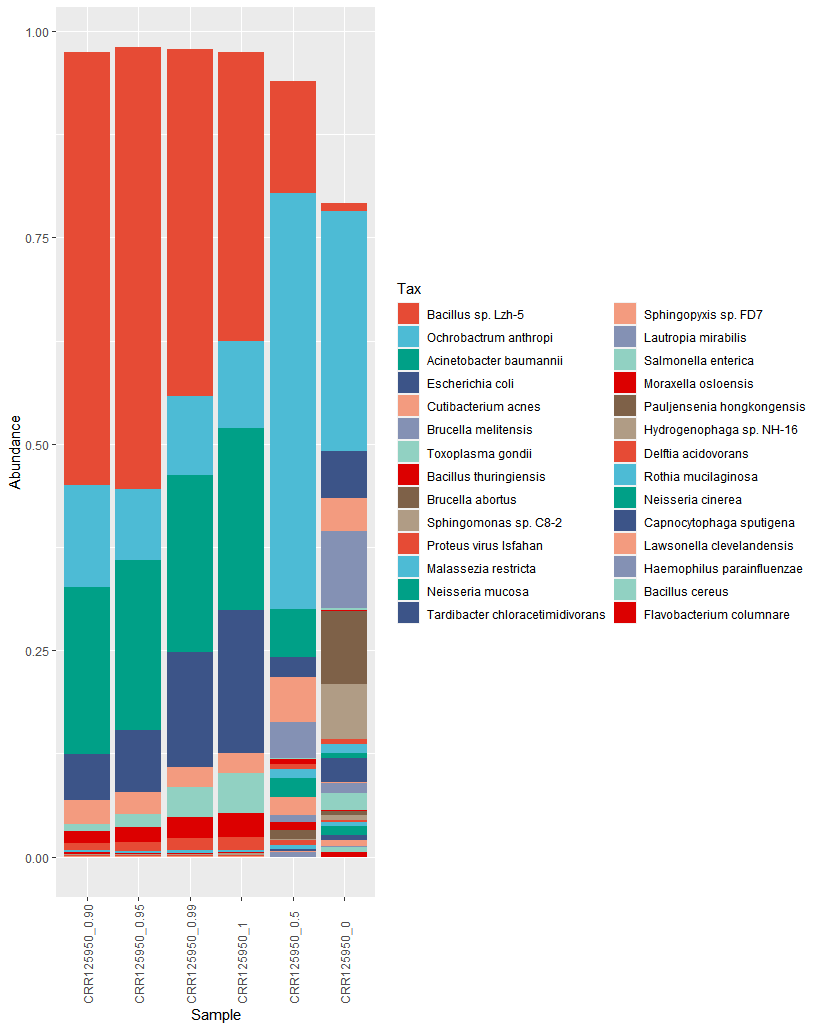 1.00
0.75
0.50
0.25
0.00
Abundance
CRR125950_0.90
CRR125950_0.95
CRR125950_0.99
CRR125950_1
CRR125950_0.5
CRR125950_0
Sample
Tax
Bacillus sp. Lzh-5
Ochrobactrum anthropi
Acinetobacter baumannii
Escherichia coli
Cutibacterium acnes
Brucella melitensis
Toxoplasma gondii
Bacillus thuringiensis
Brucella abortus
Sphingomonas sp. C8-2
Proteus virus Isfahan
Malassezia restricta
Neisseria mucosa
Tardibacter chloracetimidivorans
Sphingopyxis sp. FD7
Lautropia mirabilis
Salmonella enterica
Moraxella osloensis
Pauljensenia hongkongensis
Hydrogenophaga sp. NH-16
Delftia acidovorans
Rothia mucilaginosa
Neisseria cinerea
Capnocytophaga sputigena
Lawsonella clevelandensis
Haemophilus parainfluenzae
Bacillus cereus
Flavobacterium columnare